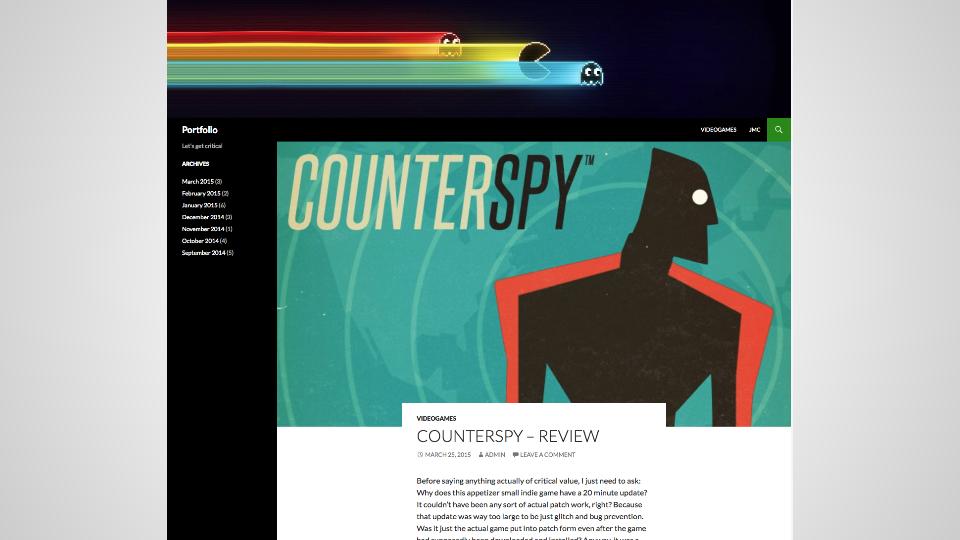 Portfolio
VIDEOGAMES JMC
Let's get critical
ARCHIVES
March 2015 (3)
February 2015 (2)
January 2015 (6)
December 2014 (3)
November 2014 (1)
October 2014 (4)
September 2014 (5)
COUNTERSPY™
VIDEOGAMES
COUNTERSPY – REVIEW
MARCH 25, 2015 ADMIN LEAVE A COMMENT
Before saying anything actually of critical value, I just need to ask:
Why does this appetizer small indie game have a 20 minute update?
It couldn't have been any sort of actual patch work, right? Because
that update was way too large to be just glitch and bug prevention.
Was it just the actual game put into patch form even after the game